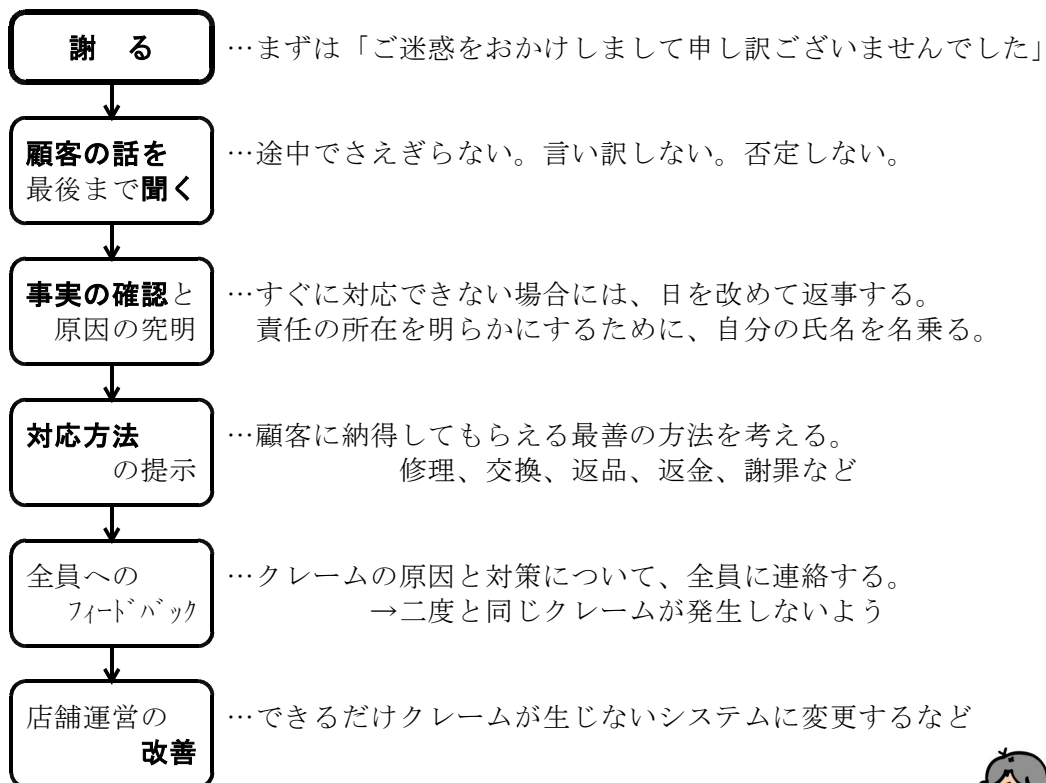 謝 る …まずは「ご迷惑をおかけしまして申し訳ございませんでした」
顧客の話を …途中でさえぎらない。言い訳しない。否定しない。
最後まで聞く
事実の確認と …すぐに対応できない場合には、日を改めて返事する。
原因の究明 責任の所在を明らかにするために、自分の氏名を名乗る。
対応方法 …顧客に納得してもらえる最善の方法を考える。
の提示 修理、交換、返品、返金、謝罪など
全員への …クレームの原因と対策について、全員に連絡する。
フィードバック →二度と同じクレームが発生しないよう
店舗運営の …できるだけクレームが生じないシステムに変更するなど
改善